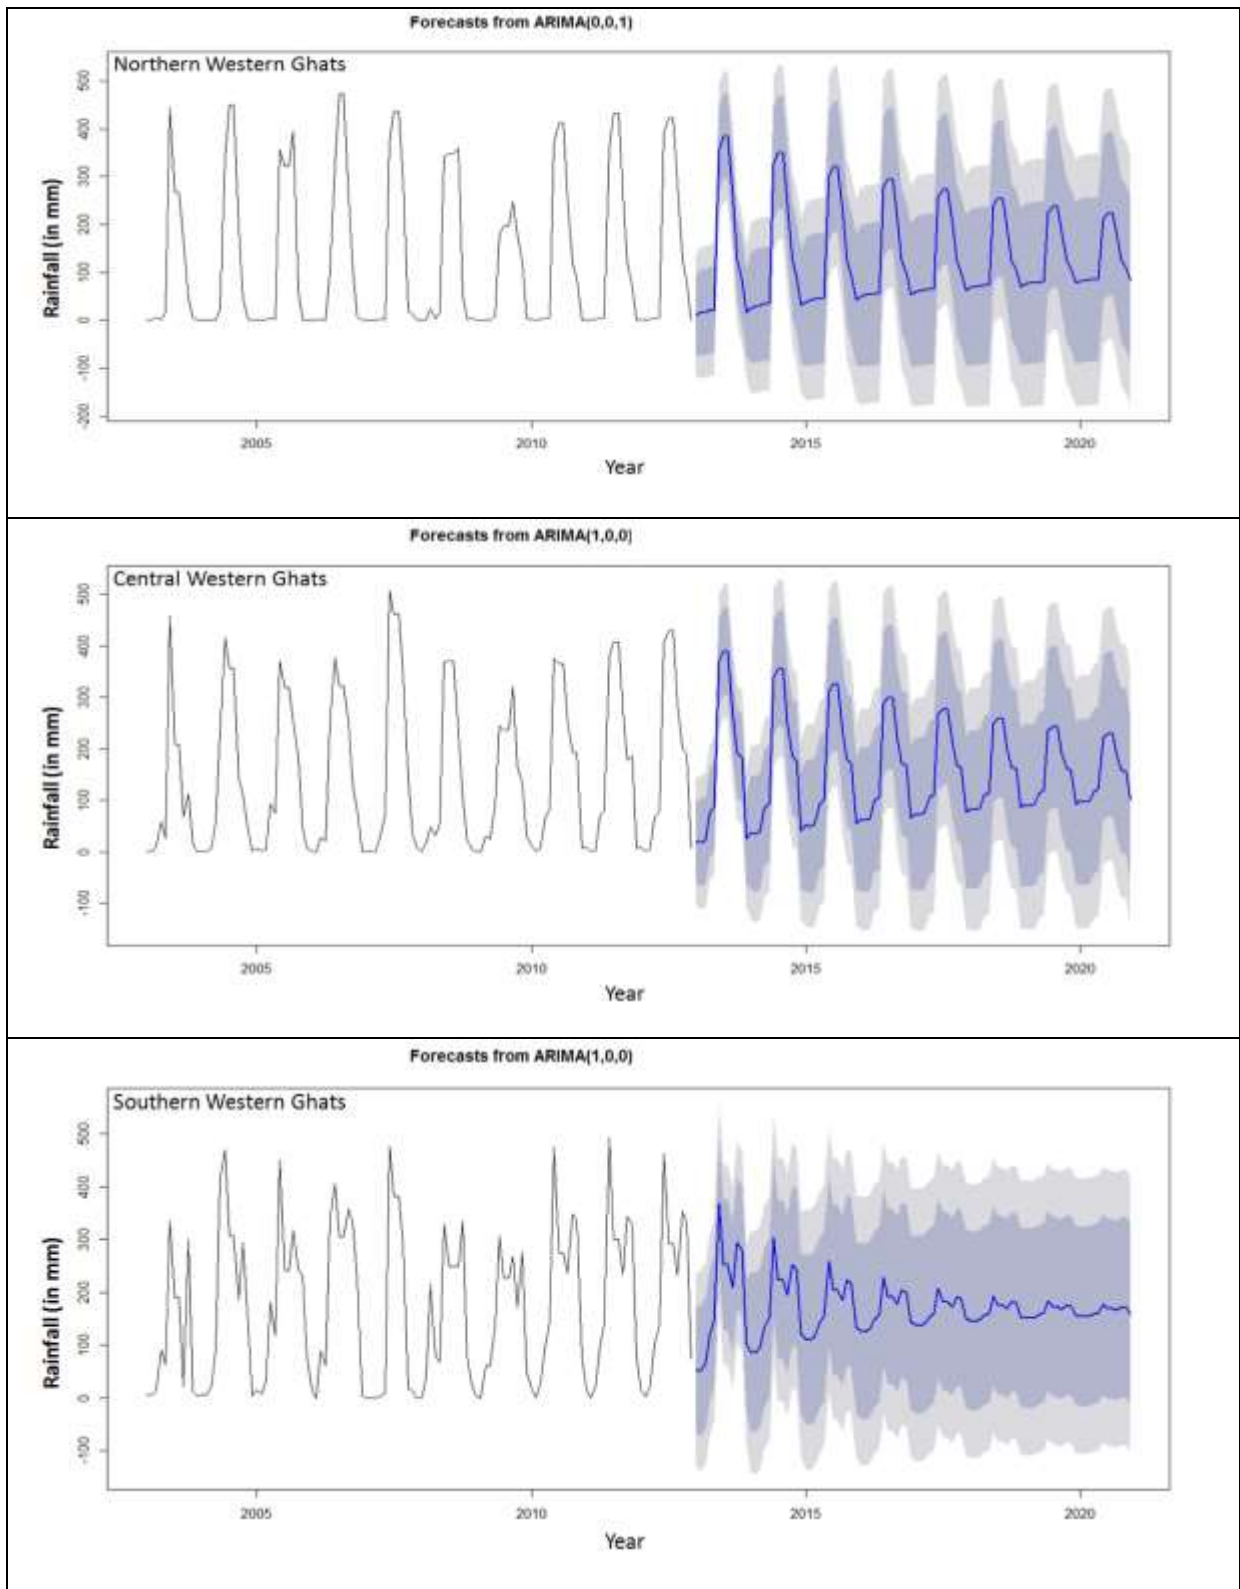 Forecasts from ARIMA(0,0,1)
Northern Western Ghats
500
400
300
200
100
0
-100
-200
Rainfall (in mm)
2005 2010 2015 2020
Year
Forecasts from ARIMA(1,0,0)
Central Western Ghats
500
400
300
200
100
0
-100
Rainfall (in mm)
2005 2010 2015 2020
Year
Forecasts from ARIMA(1,0,0)
Southern Western Ghats
500
400
300
200
100
0
-100
Rainfall (in mm)
2005 2010 2015 2020
Year